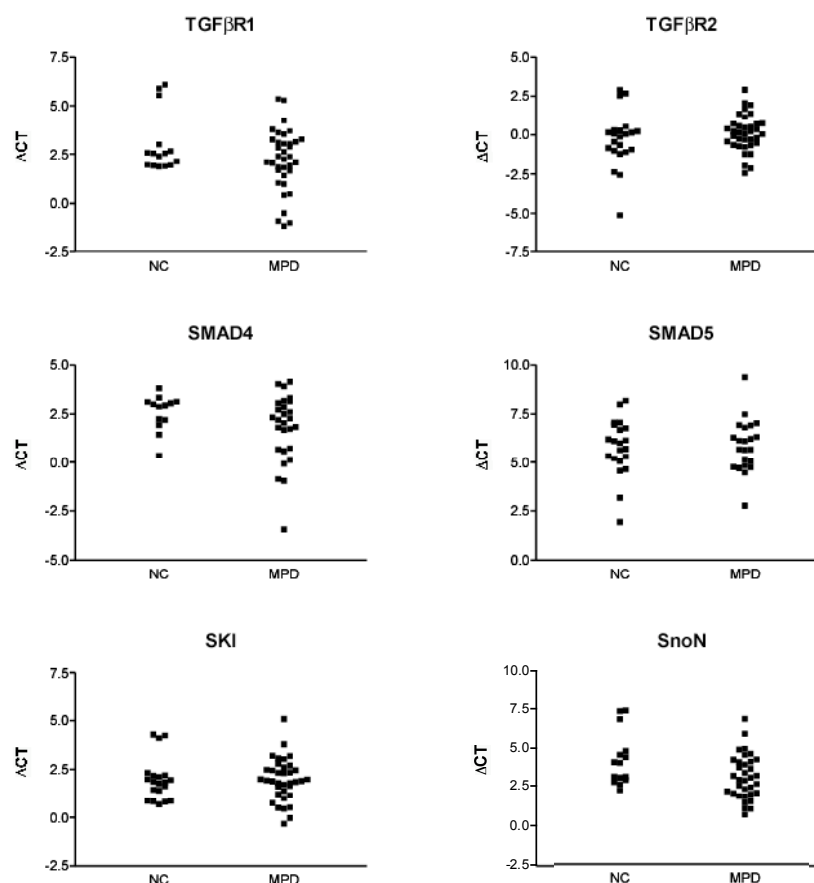 TGFβR1
7.5
5.0
2.5
0.0
-2.5
ΔCT
NC MPD
TGFβR2
5.0
2.5
0.0
-2.5
-5.0
-7.5
ΔCT
NC MPD
SMAD4
5.0
2.5
0.0
-2.5
-5.0
ΔCT
NC MPD
SMAD5
10.0
7.5
5.0
2.5
0.0
ΔCT
NC MPD
SKI
7.5
5.0
2.5
0.0
-2.5
ΔCT
NC MPD
SnoN
10.0
7.5
5.0
2.5
0.0
-2.5
ΔCT
NC MPD